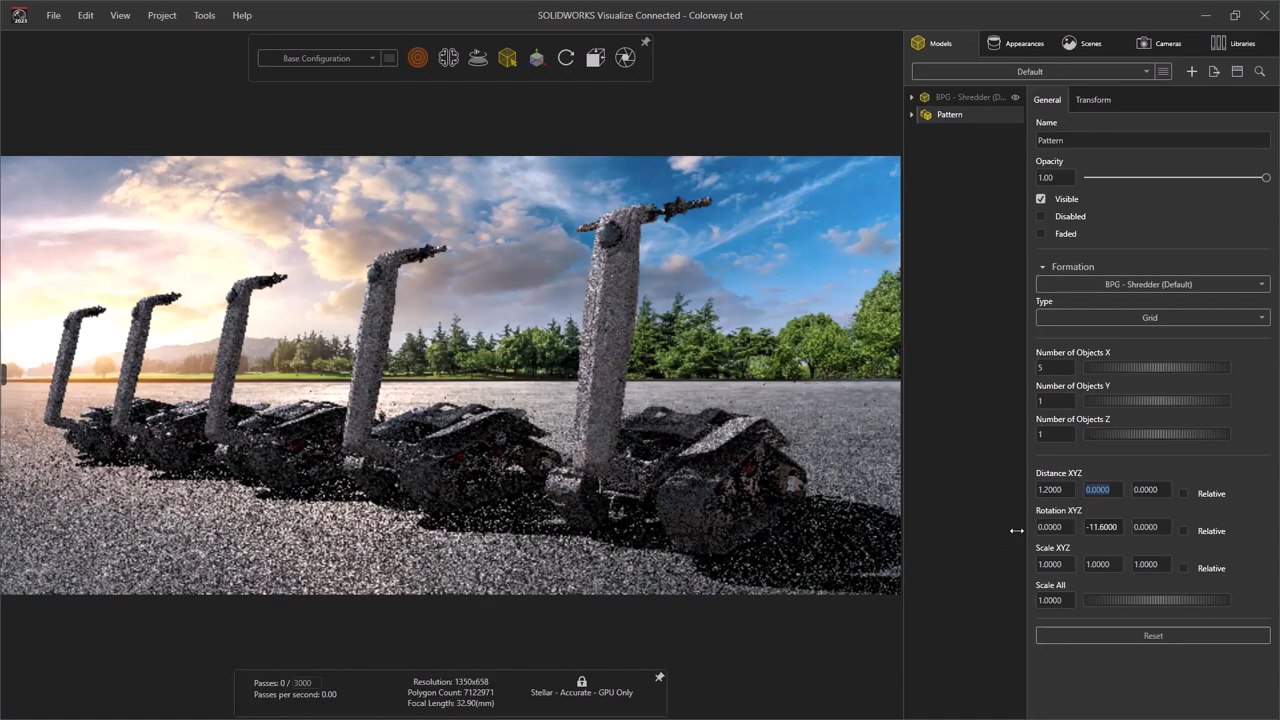 2023
File
Edit
View
Project
Tools
Help
SOLIDWORKS Visualize Connected - Colorway Lot
Base Configuration
Models
Appearances
Scenes
Cameras
Libraries
Default
BPG - Shredder (D...
Pattern
General
Transform
Name
Pattern
Opacity
1.00
Visible
Disabled
Faded
Formation
BPG - Shredder (Default)
Type
Grid
Number of Objects X
5
Number of Objects Y
1
Number of Objects Z
1
Distance XYZ
1.2000
0.0000
0.0000
Relative
Rotation XYZ
0.0000
-11.6000
0.0000
Relative
Scale XYZ
1.0000
1.0000
1.0000
Relative
Scale All
1.0000
Reset
Passes: 0 / 3000
Passes per second: 0.00
Resolution: 1350x658
Polygon Count: 7122971
Focal Length: 32.90(mm)
Stellar - Accurate - GPU Only